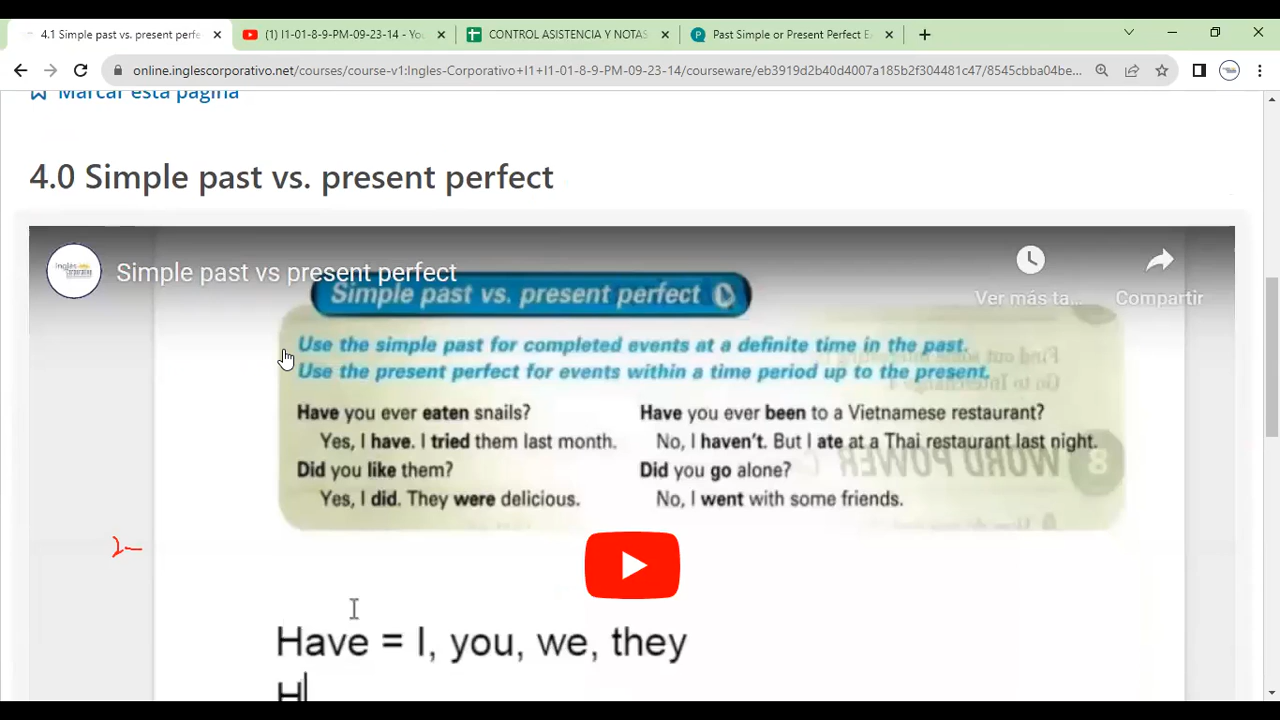 4.1 Simple past vs. present perfe
(1) I1-01-8-9-PM-09-23-14 - You
CONTROL ASISTENCIA Y NOTAS
Past Simple or Present Perfect Ex
online.inglescorporativo.net/courses/course-v1:Ingles-Corporativo+I1+I1-01-8-9-PM-09-23-14/courseware/eb3919d2b40d4007a185b2f304481c47/8545cbba04be...
Marcar esta página
4.0 Simple past vs. present perfect
Simple past vs present perfect
Ver más ta...
Compartir
Simple past vs. present perfect
Use the simple past for completed events at a definite time in the past.
Use the present perfect for events within a time period up to the present.
Have you ever eaten snails?
Yes, I have. I tried them last month.
Did you like them?
Yes, I did. They were delicious.
Have you ever been to a Vietnamese restaurant?
No, I haven't. But I ate at a Thai restaurant last night.
Did you go alone?
No, I went with some friends.
Have = I, you, we, they
H